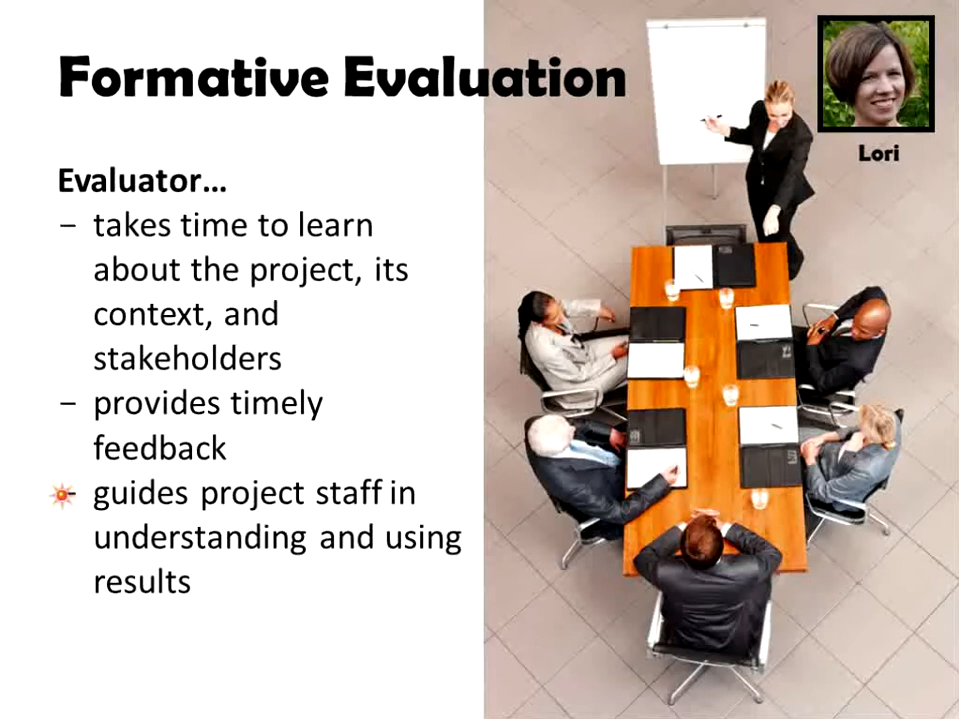 Formative Evaluation
Lori
Evaluator...
– takes time to learn
about the project, its
context, and
stakeholders
– provides timely
feedback
- guides project staff in
understanding and using
results